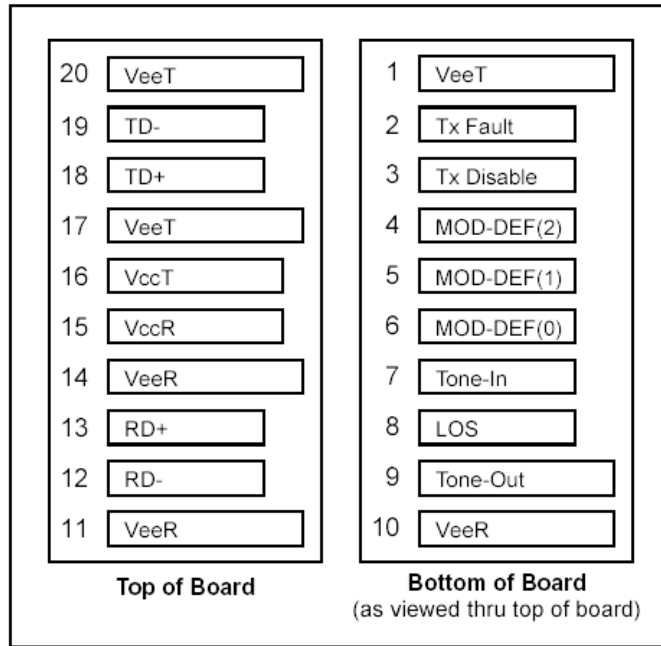 20 VeeT
19 TD-
18 TD+
17 VeeT
16 VccT
15 VccR
14 VeeR
13 RD+
12 RD-
11 VeeR
Top of Board
1 VeeT
2 Tx Fault
3 Tx Disable
4 MOD-DEF(2)
5 MOD-DEF(1)
6 MOD-DEF(0)
7 Tone-In
8 LOS
9 Tone-Out
10 VeeR
Bottom of Board
(as viewed thru top of board)